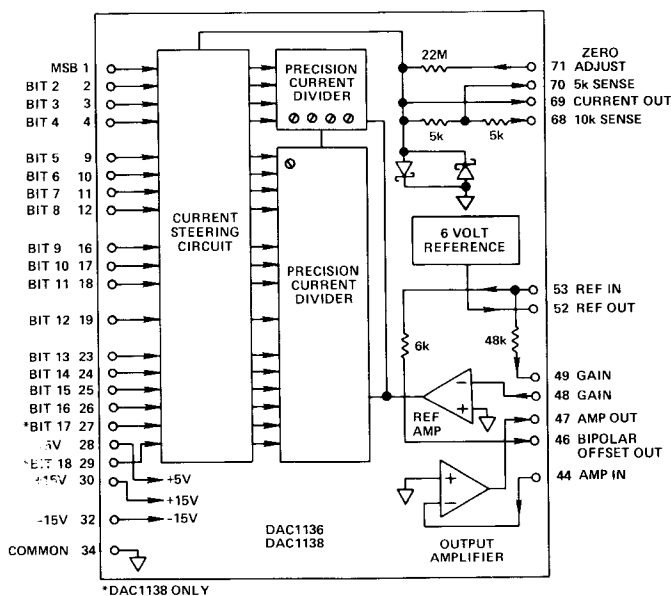 MSB 1
BIT 2 2
BIT 3 3
BIT 4 4
BIT 5 9
BIT 6 10
BIT 7 11
BIT 8 12
BIT 9 16
BIT 10 17
BIT 11 18
BIT 12 19
BIT 13 23
BIT 14 24
BIT 15 25
BIT 16 26
*BIT 17 27
+5V 28
*BIT 18 29
+15V 30
-15V 32
COMMON 34
+5V
+15V
-15V
CURRENT
STEERING
CIRCUIT
PRECISION
CURRENT
DIVIDER
PRECISION
CURRENT
DIVIDER
22M
5k
5k
6 VOLT
REFERENCE
6k
48k
REF
AMP
OUTPUT
AMPLIFIER
DAC1136
DAC1138
ZERO
71 ADJUST
70 5k SENSE
69 CURRENT OUT
68 10k SENSE
53 REF IN
52 REF OUT
49 GAIN
48 GAIN
47 AMP OUT
46 BIPOLAR
OFFSET OUT
44 AMP IN
*DAC1138 ONLY